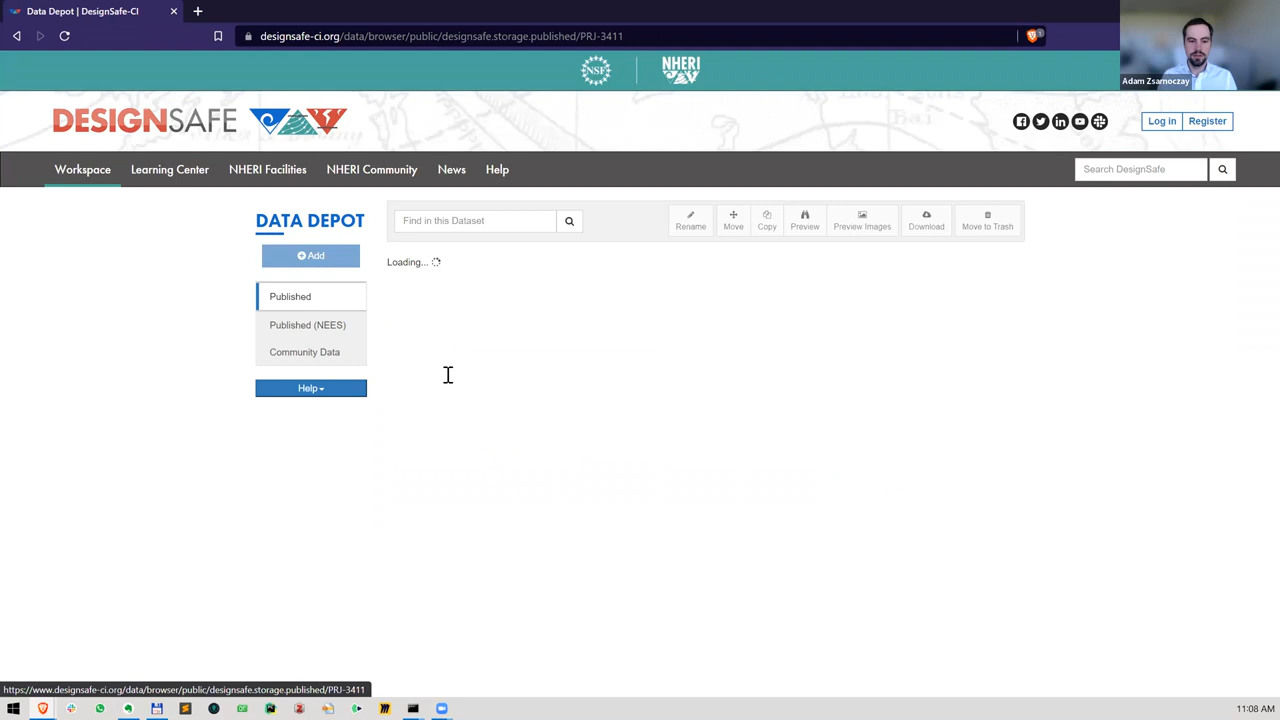 Data Depot | DesignSafe-CI
designsafe-ci.org/data/browser/public/designsafe.storage.published/PRJ-3411
1
Adam Zsarnoczay
NSF
NHERI
DESIGNSAFE
Log in Register
Workspace Learning Center NHERI Facilities NHERI Community News Help
Search DesignSafe
DATA DEPOT
Find in this Dataset
Rename Move Copy Preview Preview Images Download Move to Trash
Add
Loading...
Published
Published (NEES)
Community Data
Help
https://www.designsafe-ci.org/data/browser/public/designsafe.storage.published/PRJ-3411
11:08 AM